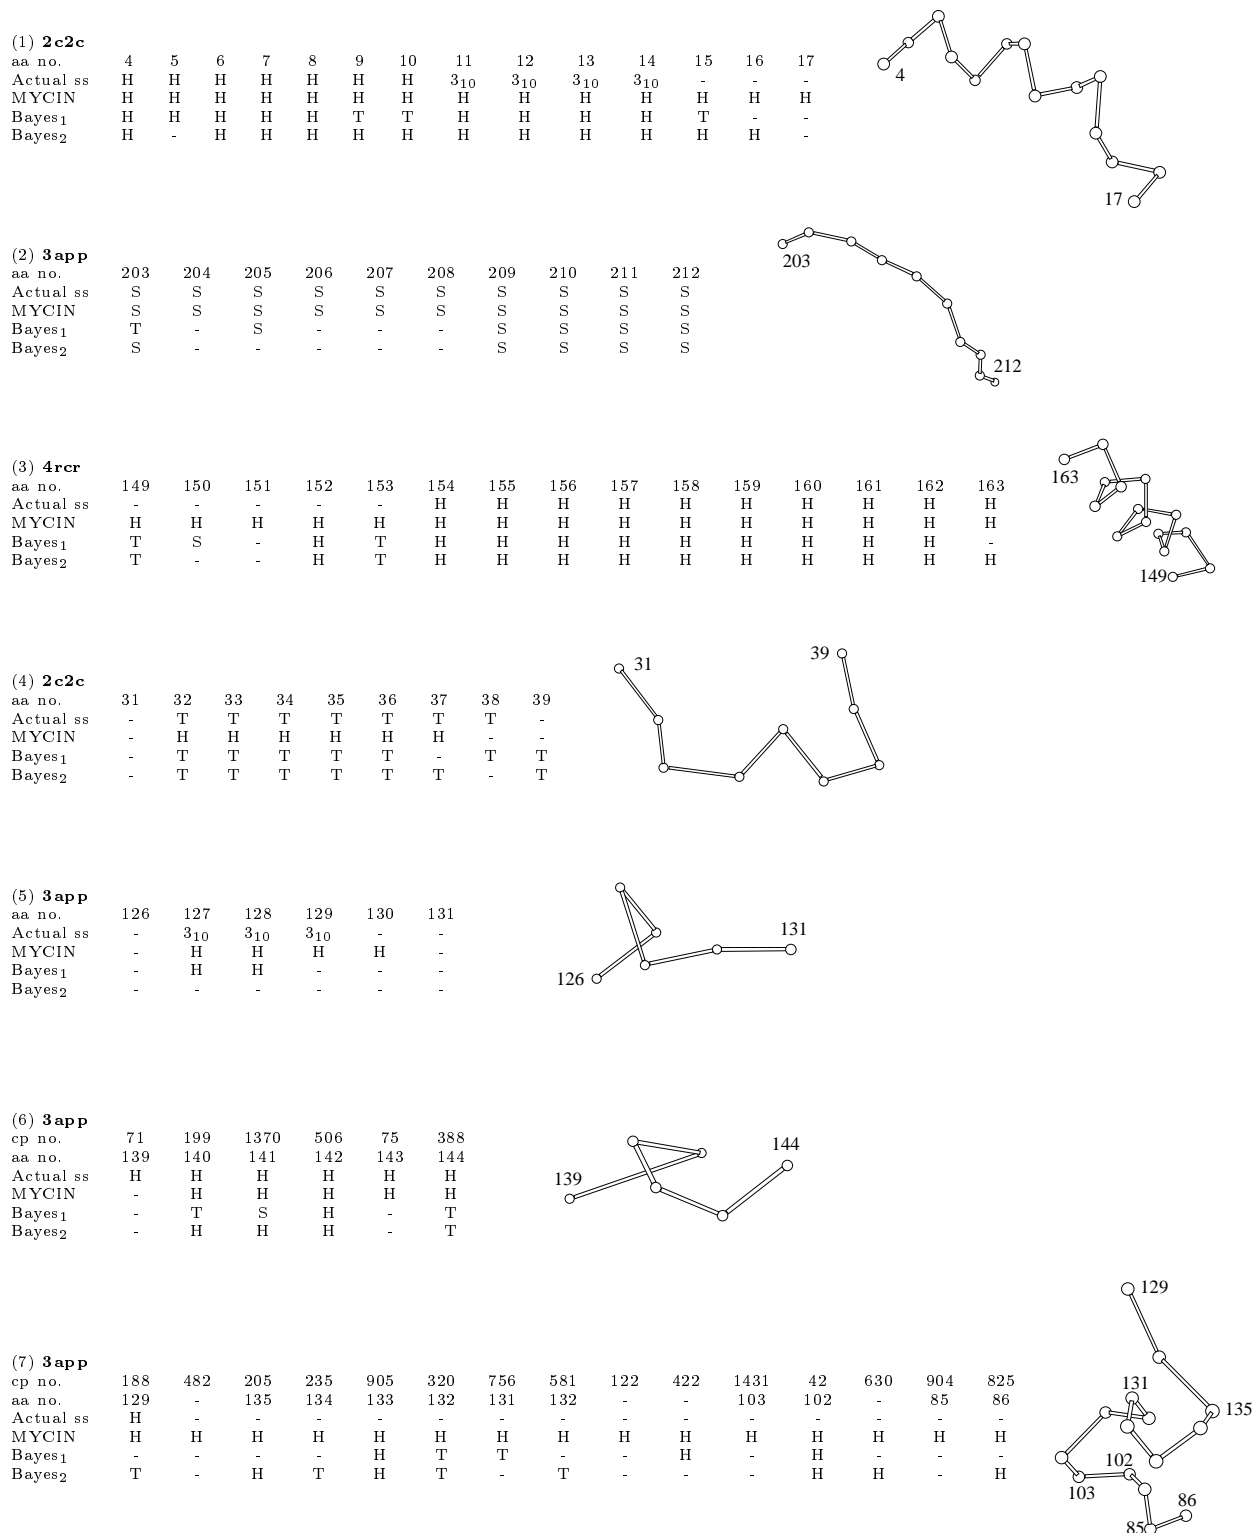 (1) 2c2c
aa no. 4 5 6 7 8 9 10 11 12 13 14 15 16 17
Actual ss H H H H H H H 3₁₀ 3₁₀ 3₁₀ 3₁₀ - - -
MYCIN H H H H H H H H H H H H H H
Bayes₁ H H H H H T T H H H H T - -
Bayes₂ H - H H H H H H H H H H H -
4
17
(2) 3app
aa no. 203 204 205 206 207 208 209 210 211 212
Actual ss S S S S S S S S S S
MYCIN S S S S S S S S S S
Bayes₁ T - S - - - S S S S
Bayes₂ S - - - - - S S S S
203
212
(3) 4rcr
aa no. 149 150 151 152 153 154 155 156 157 158 159 160 161 162 163
Actual ss - - - - - H H H H H H H H H H
MYCIN H H H H H H H H H H H H H H H
Bayes₁ T S - H T H H H H H H H H H -
Bayes₂ T - - H T H H H H H H H H H H
163
149
(4) 2c2c
aa no. 31 32 33 34 35 36 37 38 39
Actual ss - T T T T T T T -
MYCIN - H H H H H H - -
Bayes₁ - T T T T T - T T
Bayes₂ - T T T T T T - T
31
39
(5) 3app
aa no. 126 127 128 129 130 131
Actual ss - 3₁₀ 3₁₀ 3₁₀ - -
MYCIN - H H H H -
Bayes₁ - H H - - -
Bayes₂ - - - - - -
126
131
(6) 3app
cp no. 71 199 1370 506 75 388
aa no. 139 140 141 142 143 144
Actual ss H H H H H H
MYCIN - H H H H H
Bayes₁ - T S H - T
Bayes₂ - H H H - T
139
144
(7) 3app
cp no. 188 482 205 235 905 320 756 581 122 422 1431 42 630 904 825
aa no. 129 - 135 134 133 132 131 132 - - 103 102 - 85 86
Actual ss H - - - - - - - - - - - - - -
MYCIN H H H H H H H H H H H H H H H
Bayes₁ - - - - H T T - - H - H - - -
Bayes₂ T - H T H T - T - - - H H - H
129
131
135
102
103
86
85